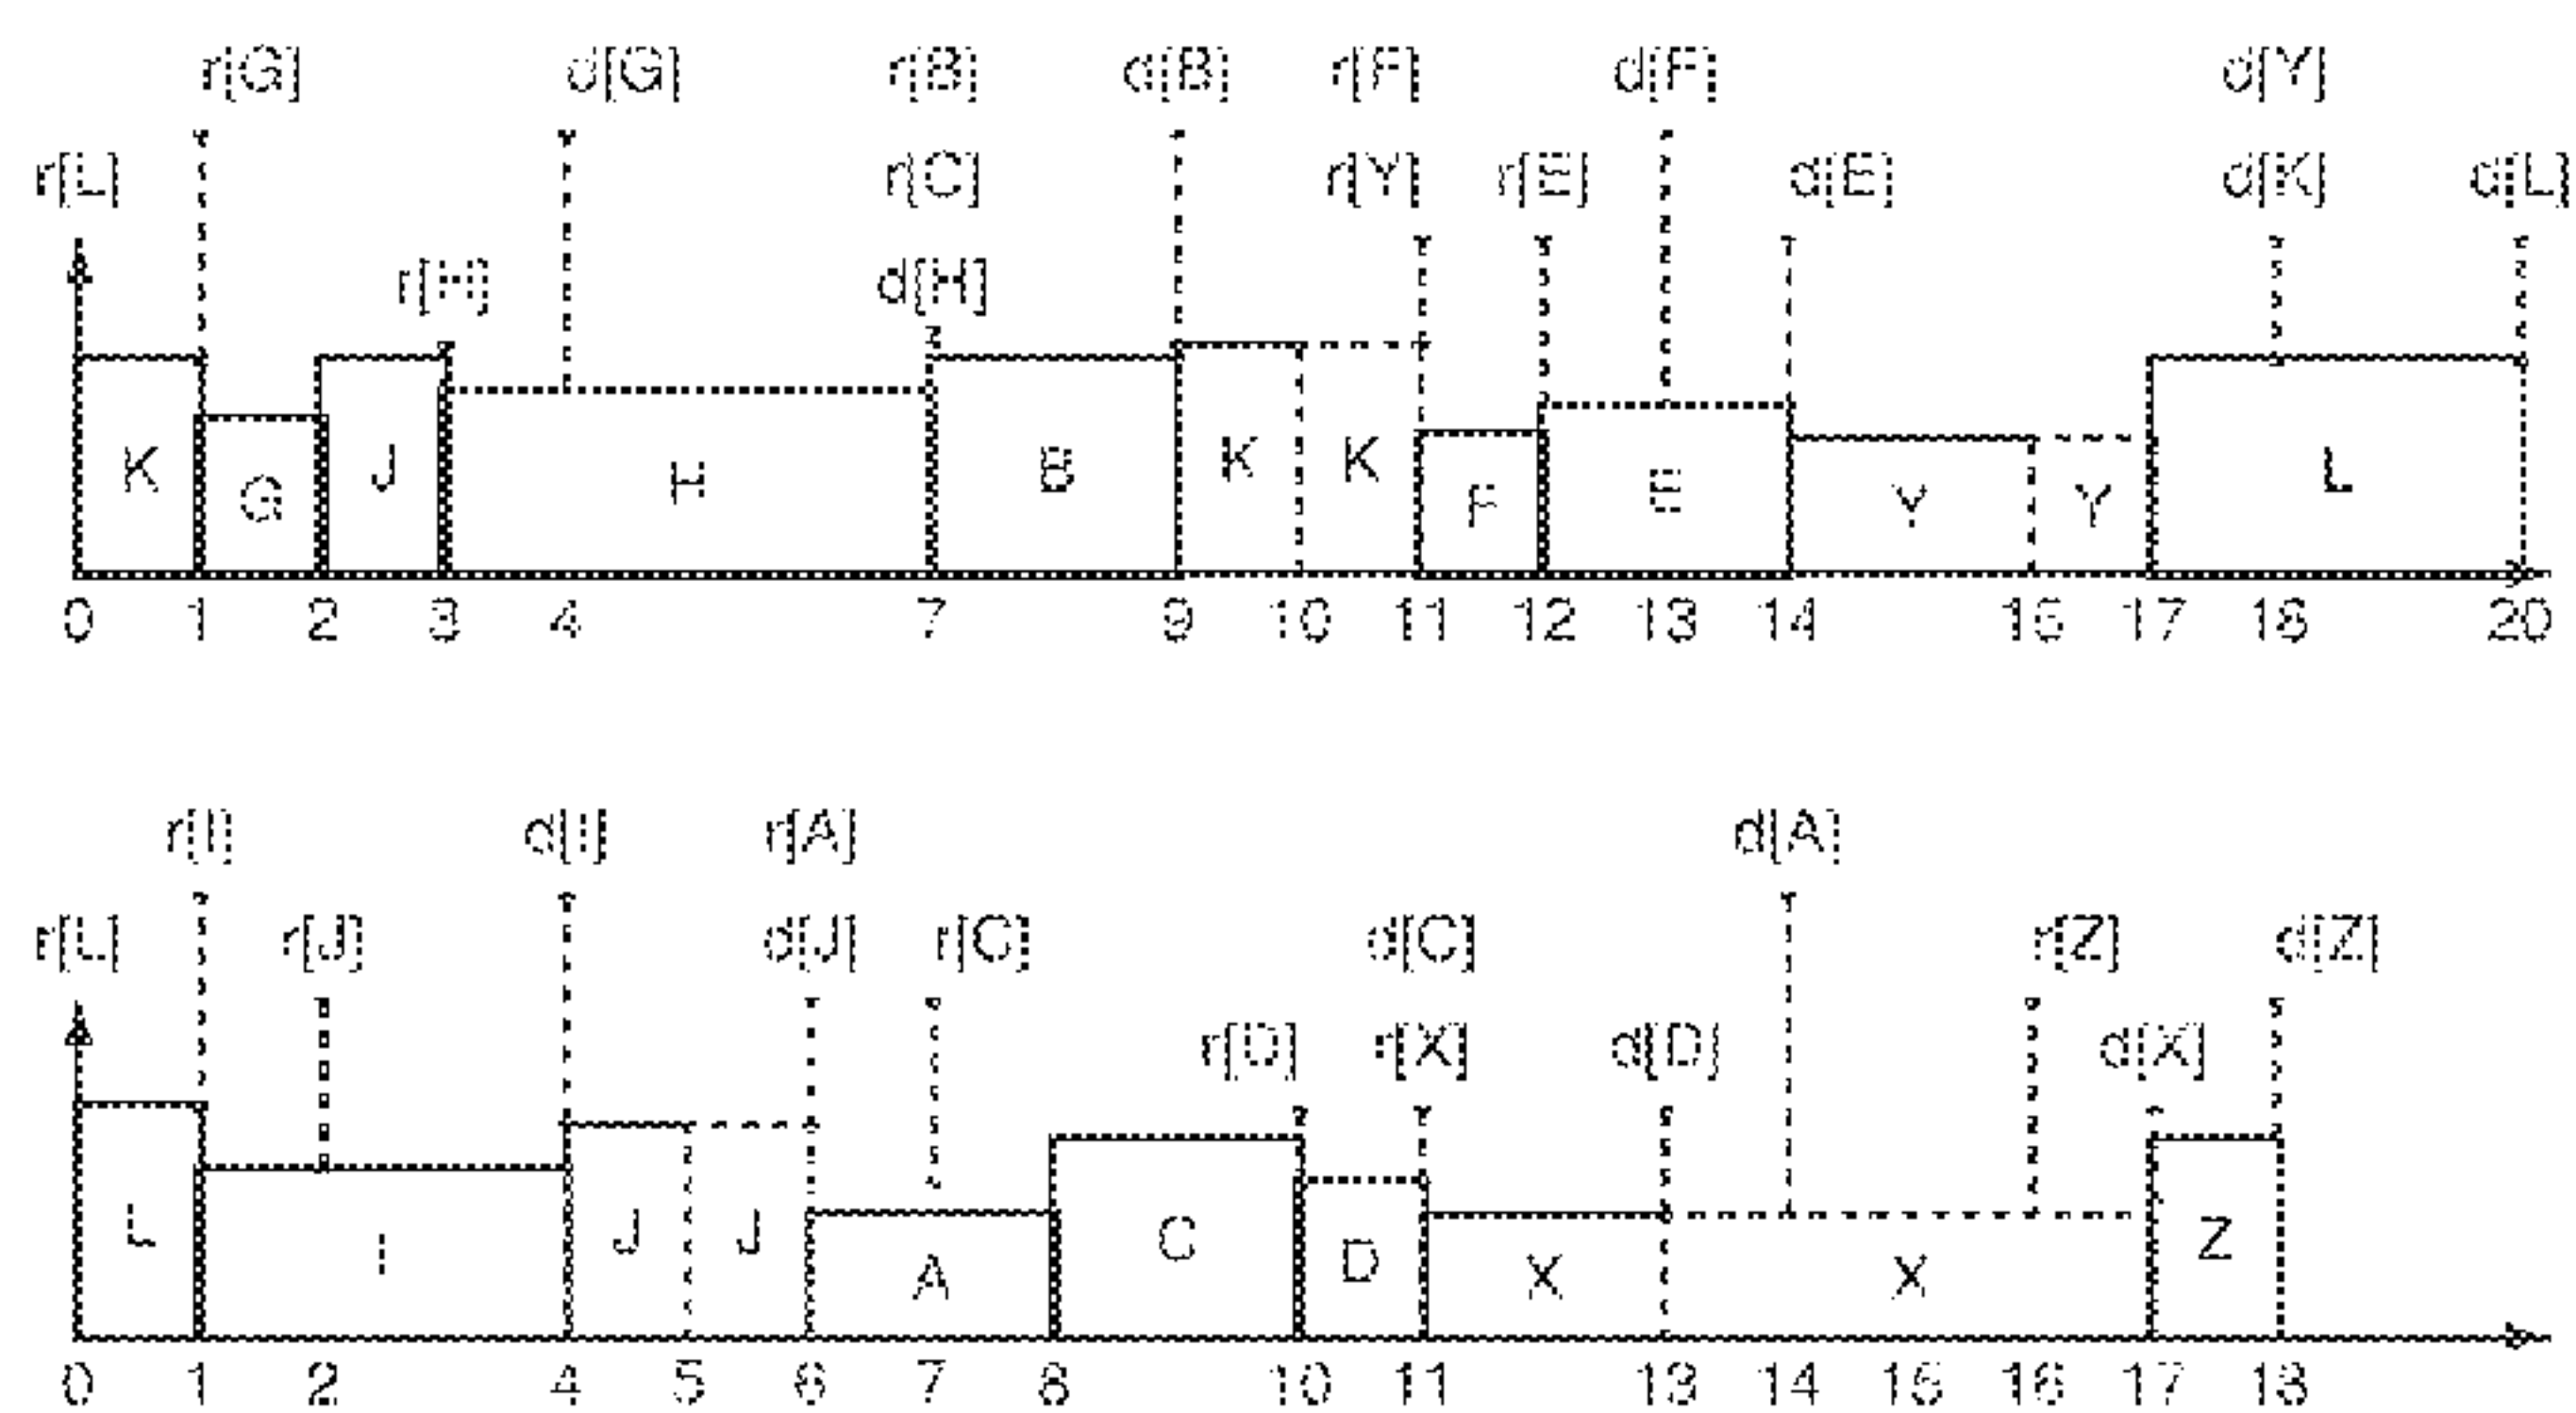 r[G] d[G] r[B] d[B] r[F] d[F] d[Y]
r[L] r[C] r[Y] r[E] d[E] d[K] d[L]
r[H] d[H]
K G J H B K K F E Y Y L
0 1 2 3 4 7 9 10 11 12 13 14 16 17 18 20
r[I] d[I] r[A] d[A]
r[L] r[J] d[J] r[C] d[C] r[Z] d[Z]
r[D] r[X] d[D] d[X]
L I J J A C D X X Z
0 1 2 4 5 6 7 8 10 11 13 14 15 16 17 18